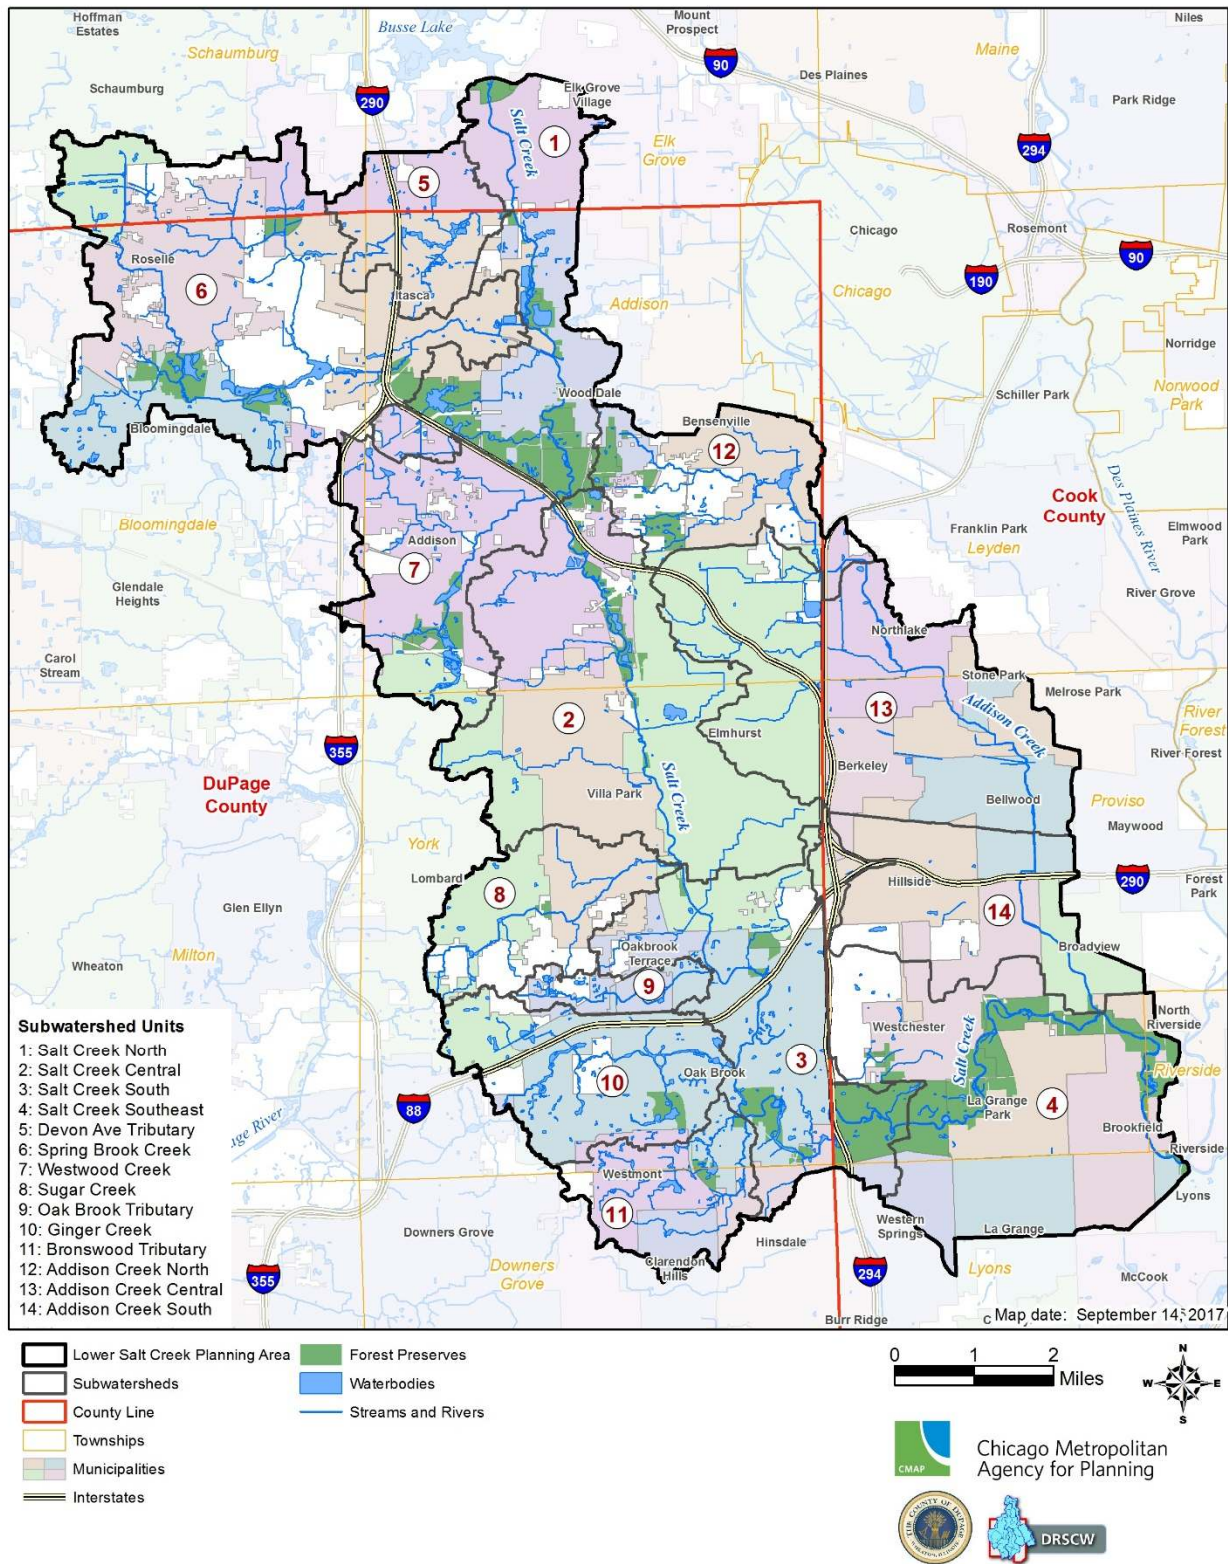 Hoffman
Estates
Busse Lake
Mount
Prospect
Niles
Schaumburg
Maine
90
Des Plaines
Schaumburg
290
Elk Grove
Village
Park Ridge
Salt Creek
1
Elk
Grove
294
5
Chicago
Rosemont
Roselle
90
190
6
Itasca
Addison
Chicago
Norridge
Norwood
Park
Wood Dale
Schiller Park
Bensenville
Bloomingdale
12
Des Plaines River
Cook
County
Bloomingdale
Franklin Park
Leyden
Elmwood
Park
Addison
7
Glendale
Heights
River Grove
Northlake
Carol
Stream
Stone Park
Melrose Park
Addison Creek
13
River
Forest
2
Elmhurst
355
River Forest
Berkeley
Salt Creek
DuPage
County
Villa Park
Bellwood
Proviso
Maywood
York
Lombard
8
Hillside
290
Forest
Park
Glen Ellyn
14
Broadview
Milton
Oakbrook
Terrace
Wheaton
9
North
Riverside
Westchester
Salt Creek
3
Riverside
Oak Brook
10
La Grange
Park
4
88
Brookfield
Riverside
Westmont
Lyons
11
Western
Springs
La Grange
Downers Grove
Hinsdale
Clarendon
Hills
Downers
Grove
355
294
Lyons
McCook
Burr Ridge
Subwatershed Units
1: Salt Creek North
2: Salt Creek Central
3: Salt Creek South
4: Salt Creek Southeast
5: Devon Ave Tributary
6: Spring Brook Creek
7: Westwood Creek
8: Sugar Creek
9: Oak Brook Tributary
10: Ginger Creek
11: Bronswood Tributary
12: Addison Creek North
13: Addison Creek Central
14: Addison Creek South
Map date: September 14, 2017
Lower Salt Creek Planning Area
Subwatersheds
County Line
Townships
Municipalities
Interstates
Forest Preserves
Waterbodies
Streams and Rivers
0 1 2
Miles
N
W E
S
CMAP
Chicago Metropolitan
Agency for Planning
THE COUNTY OF DUPAGE
DRSCW